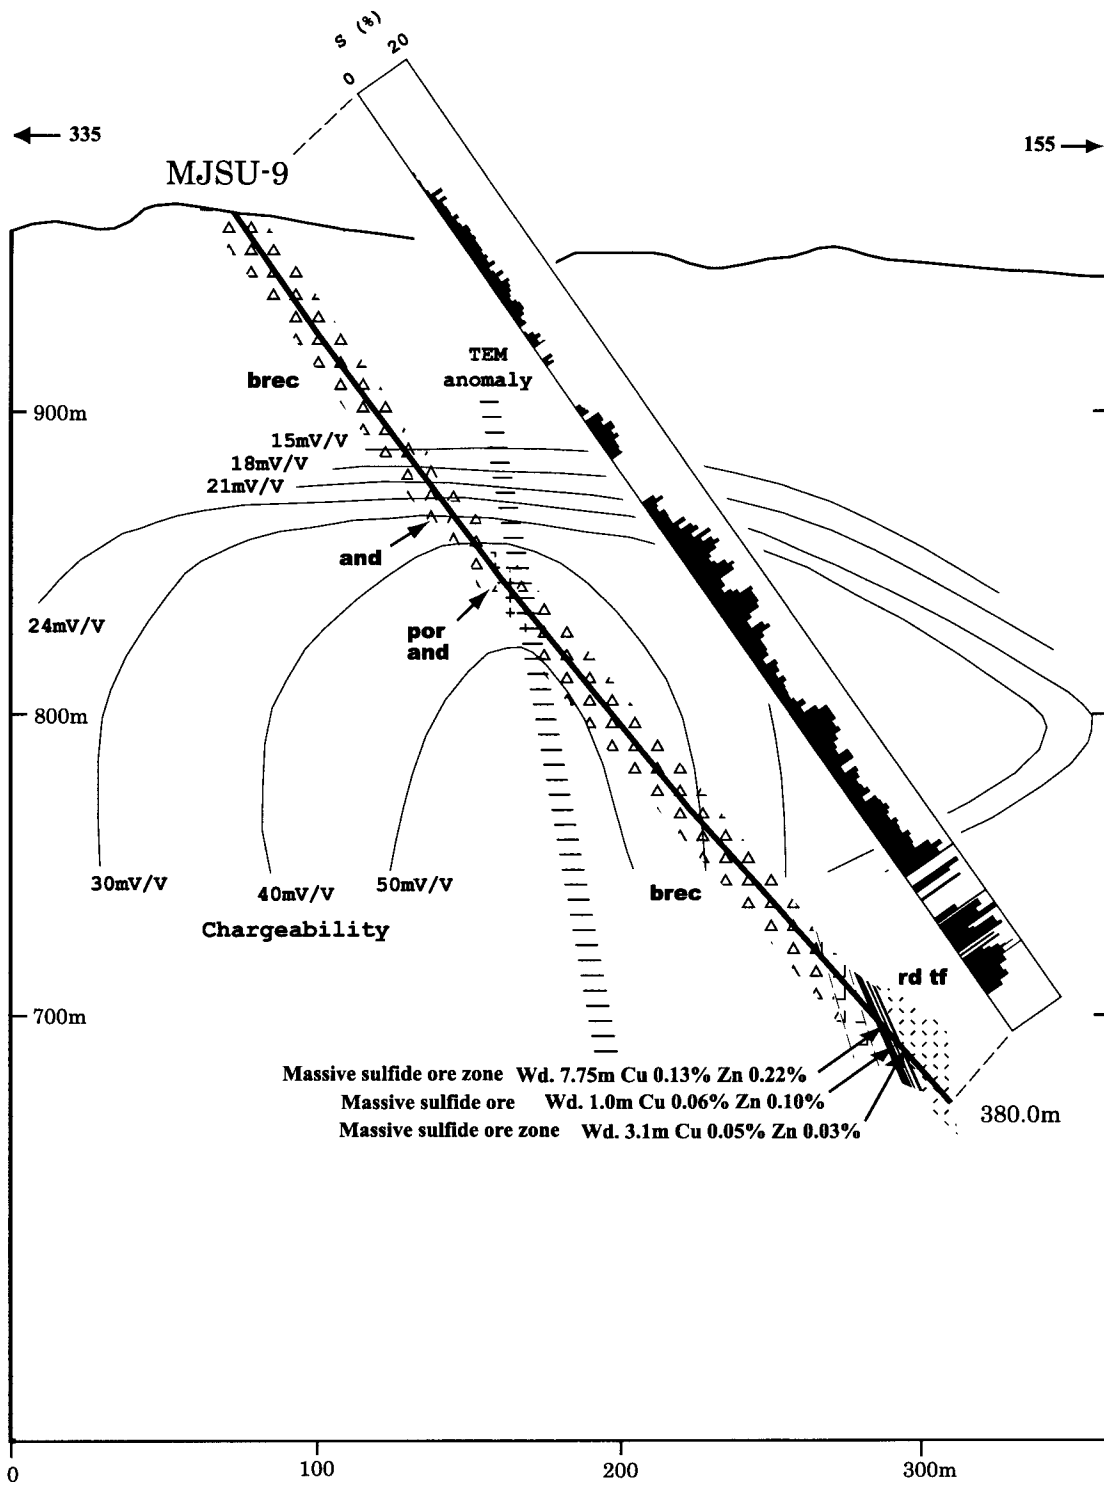 S (%)
0 20
335
155
MJSU-9
TEM
anomaly
brec
900m
15mV/V
18mV/V
21mV/V
and
24mV/V
por
and
800m
30mV/V
40mV/V
50mV/V
brec
Chargeability
rd tf
700m
Massive sulfide ore zone Wd. 7.75m Cu 0.13% Zn 0.22%
Massive sulfide ore Wd. 1.0m Cu 0.06% Zn 0.10%
Massive sulfide ore zone Wd. 3.1m Cu 0.05% Zn 0.03%
380.0m
0 100 200 300m